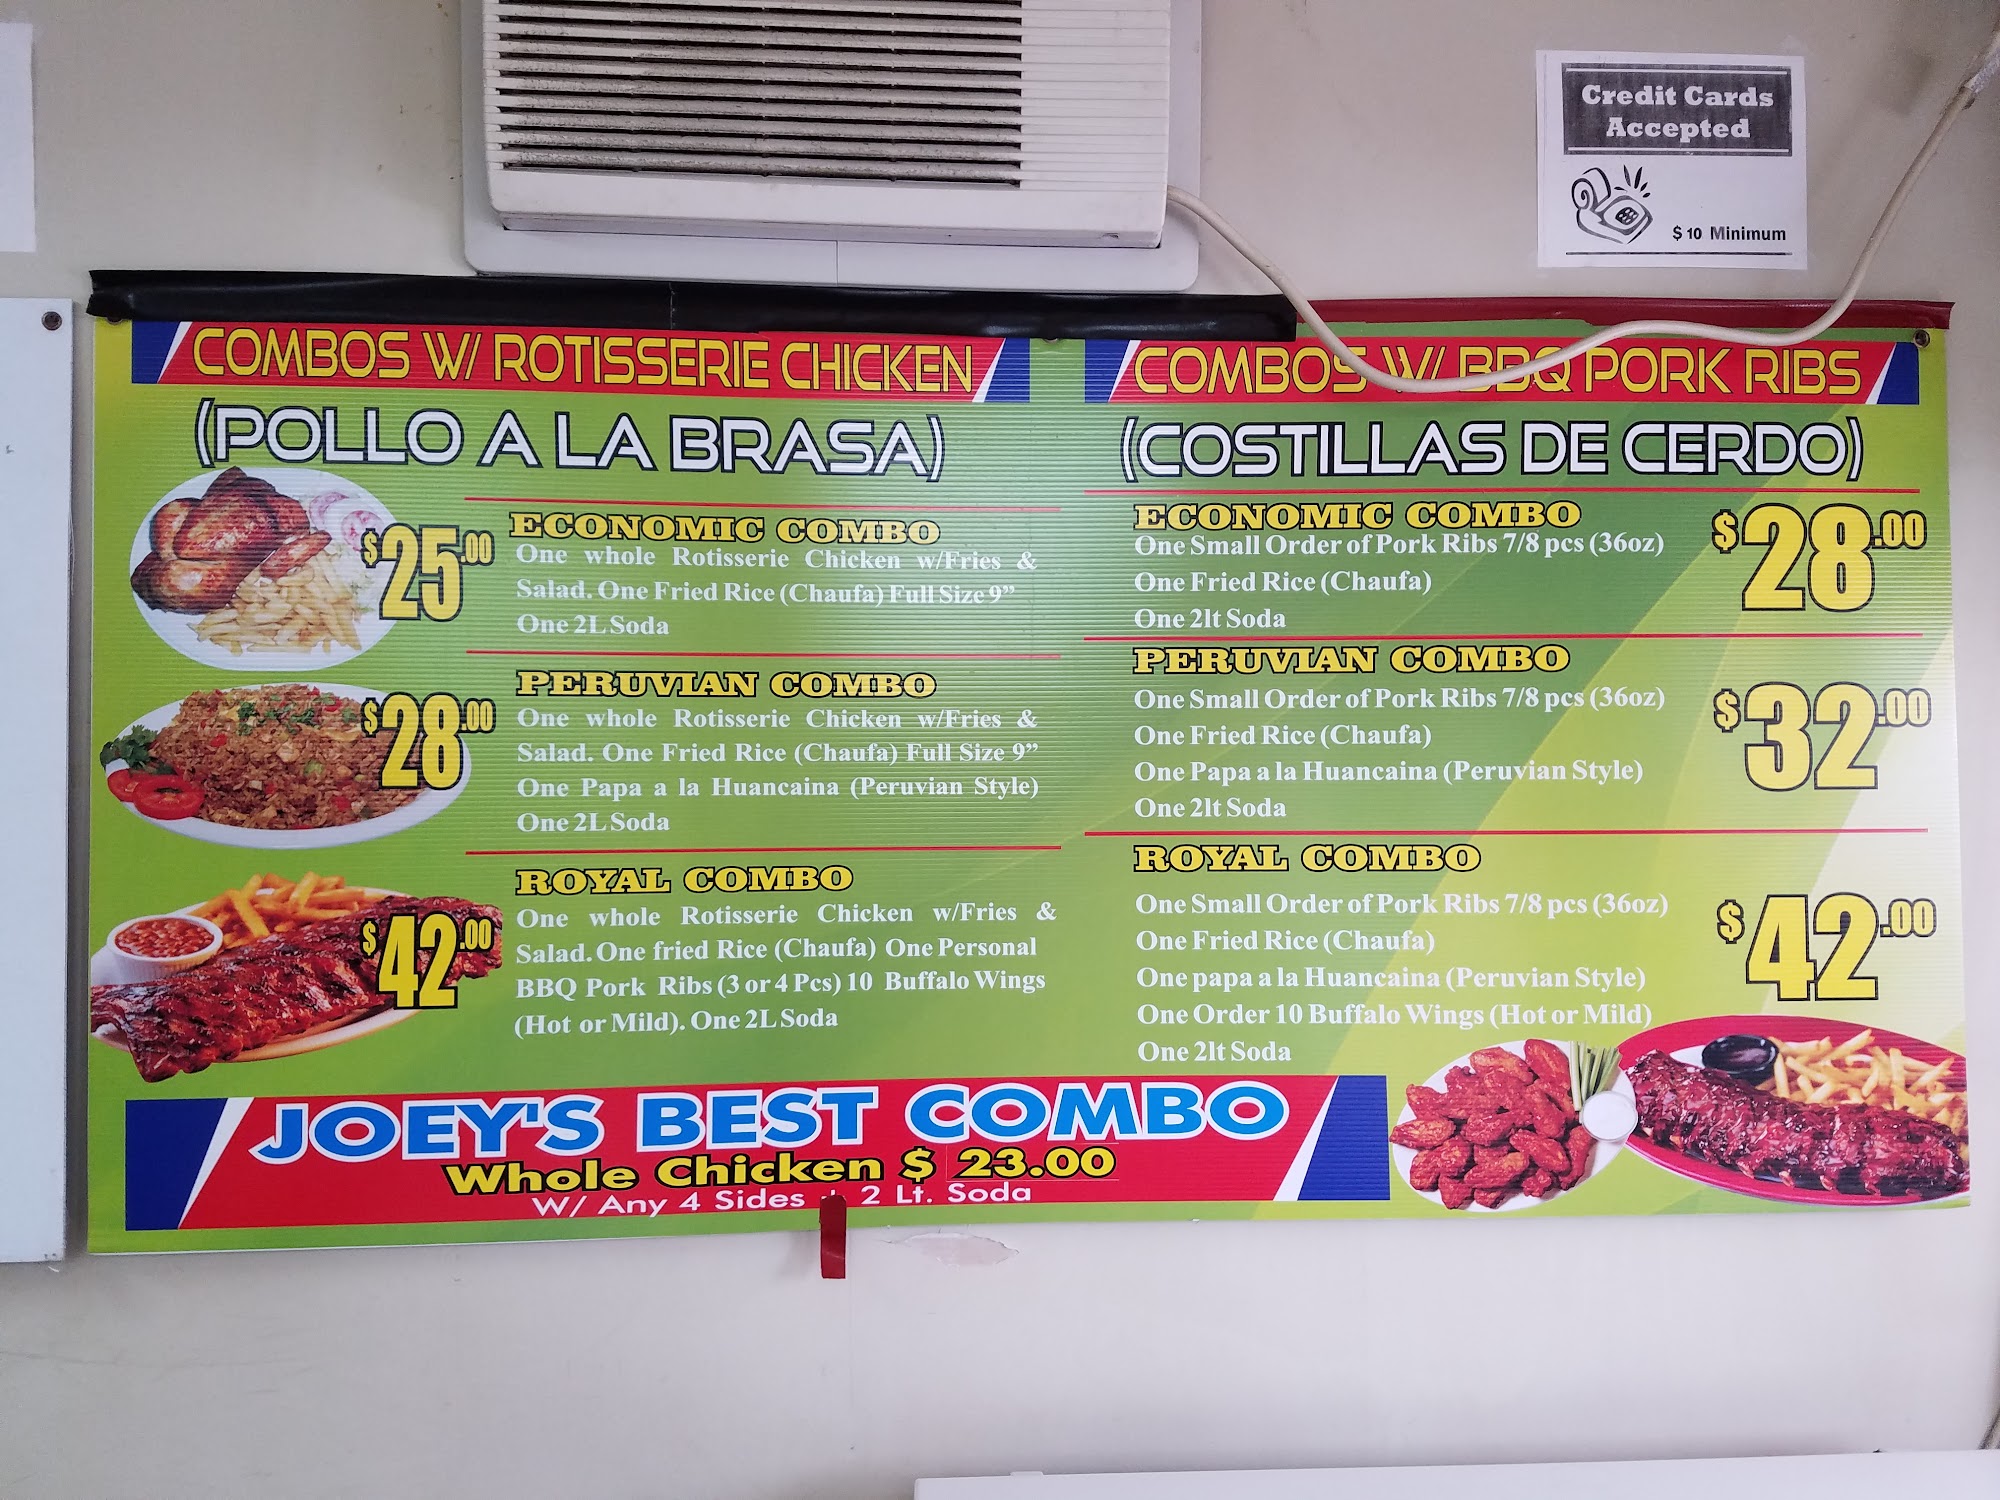 Credit Cards
Accepted
$10 Minimum
COMBOS W/ ROTISSERIE CHICKEN
(POLLO A LA BRASA)
$25.00
ECONOMIC COMBO
One whole Rotisserie Chicken w/Fries &
Salad. One Fried Rice (Chaufa) Full Size 9”
One 2L Soda
$28.00
PERUVIAN COMBO
One whole Rotisserie Chicken w/Fries &
Salad. One Fried Rice (Chaufa) Full Size 9”
One Papa a la Huancaina (Peruvian Style)
One 2L Soda
$42.00
ROYAL COMBO
One whole Rotisserie Chicken w/Fries &
Salad. One fried Rice (Chaufa) One Personal
BBQ Pork Ribs (3 or 4 Pcs) 10 Buffalo Wings
(Hot or Mild). One 2L Soda
COMBOS W/ BBQ PORK RIBS
(COSTILLAS DE CERDO)
ECONOMIC COMBO
$28.00
One Small Order of Pork Ribs 7/8 pcs (36oz)
One Fried Rice (Chaufa)
One 2lt Soda
PERUVIAN COMBO
$32.00
One Small Order of Pork Ribs 7/8 pcs (36oz)
One Fried Rice (Chaufa)
One Papa a la Huancaina (Peruvian Style)
One 2lt Soda
ROYAL COMBO
$42.00
One Small Order of Pork Ribs 7/8 pcs (36oz)
One Fried Rice (Chaufa)
One papa a la Huancaina (Peruvian Style)
One Order 10 Buffalo Wings (Hot or Mild)
One 2lt Soda
JOEY'S BEST COMBO
Whole Chicken $ 23.00
W/ Any 4 Sides + 2 Lt. Soda